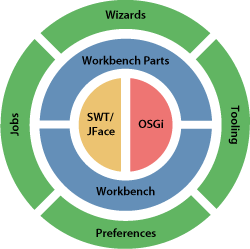 Wizards
Workbench Parts
Jobs
SWT/
JFace
OSGi
Tooling
Workbench
Preferences